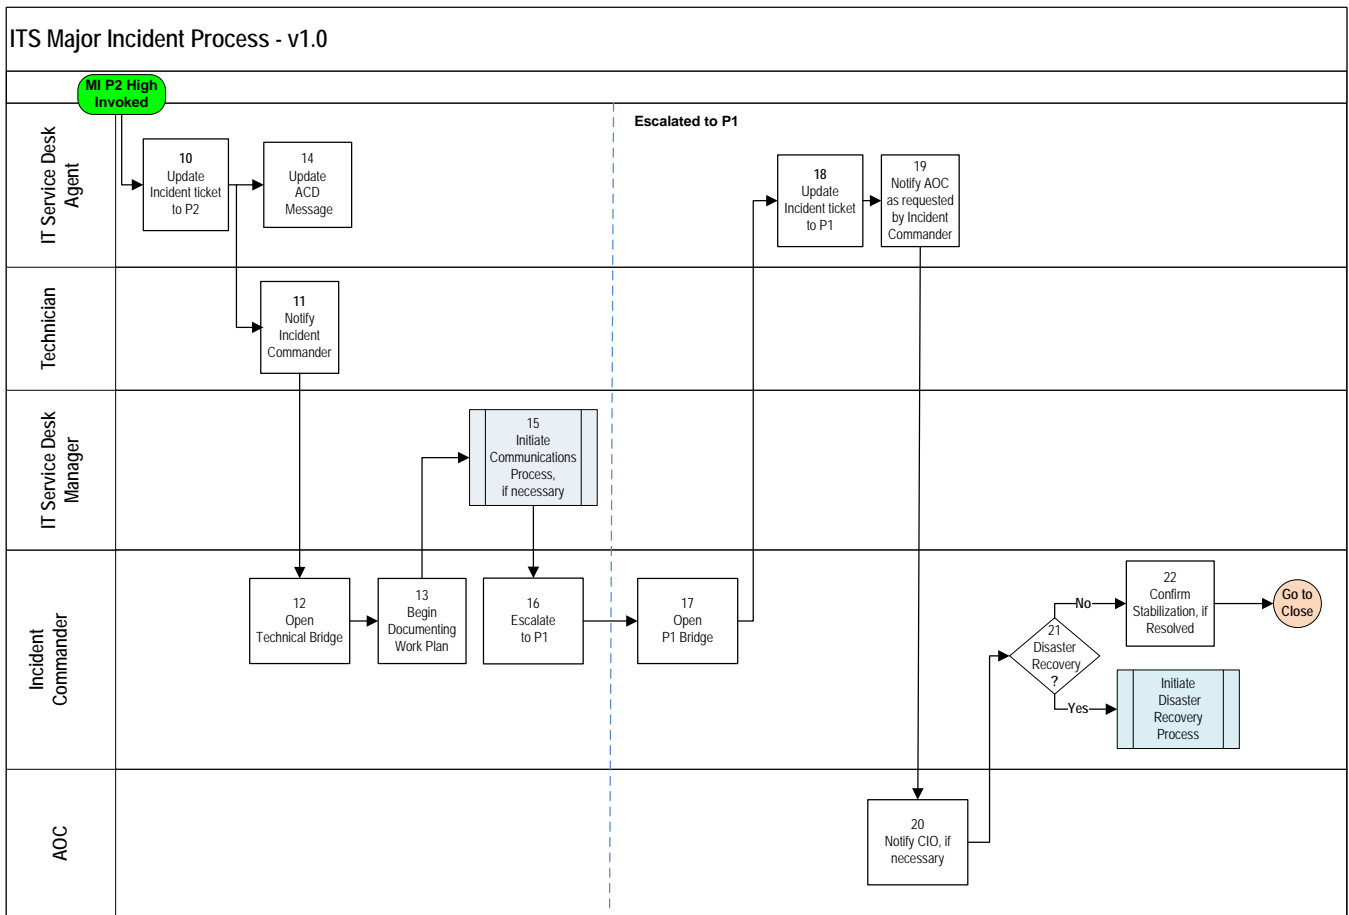 ITS Major Incident Process - v1.0
MI P2 High
Invoked
Escalated to P1
IT Service Desk
Agent
10
Update
Incident ticket
to P2
14
Update
ACD
Message
18
Update
Incident ticket
to P1
19
Notify AOC
as requested
by Incident
Commander
Technician
11
Notify
Incident
Commander
IT Service Desk
Manager
15
Initiate
Communications
Process,
if necessary
Incident
Commander
12
Open
Technical Bridge
13
Begin
Documenting
Work Plan
16
Escalate
to P1
17
Open
P1 Bridge
21
Disaster
Recovery
?
No
22
Confirm
Stabilization, if
Resolved
Go to
Close
Yes
Initiate
Disaster
Recovery
Process
AOC
20
Notify CIO, if
necessary